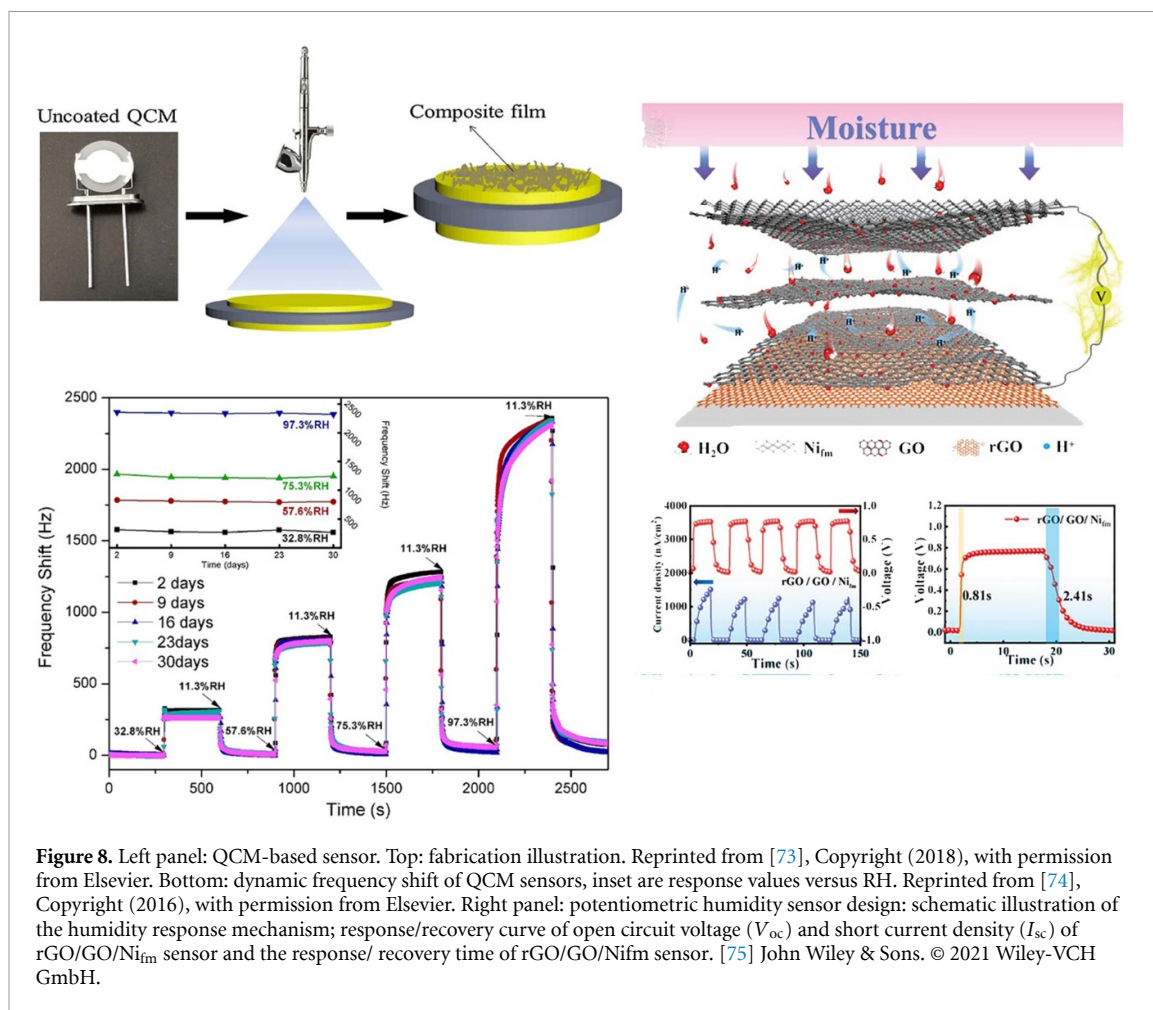 Uncoated QCM
Composite film
Moisture
H⁺
H⁺
H⁺
H⁺
H⁺
H⁺
H⁺
H⁺
H⁺
V
H₂O
Ni_fm
GO
rGO
H⁺
Frequency Shift (Hz)
2500
2000
1500
1000
500
0
0
500
1000
1500
2000
2500
Time (s)
97.3%RH
75.3%RH
57.6%RH
32.8%RH
2
9
16
23
30
Time (days)
2500
2000
1500
1000
500
Frequency Shift (Hz)
2 days
9 days
16 days
23days
30days
32.8%RH
11.3%RH
57.6%RH
11.3%RH
75.3%RH
11.3%RH
97.3%RH
11.3%RH
Current density (nA/cm²)
4000
3000
2000
1000
0
0
50
100
150
Time (s)
1.0
0.5
0.0
-0.5
-1.0
Voltage (V)
rGO / GO / Ni_fm
Voltage (V)
1.2
1.0
0.8
0.6
0.4
0.2
0.0
0
10
20
30
Time (s)
rGO/ GO/ Ni_fm
0.81s
2.41s
Figure 8. Left panel: QCM-based sensor. Top: fabrication illustration. Reprinted from [73], Copyright (2018), with permission
from Elsevier. Bottom: dynamic frequency shift of QCM sensors, inset are response values versus RH. Reprinted from [74],
Copyright (2016), with permission from Elsevier. Right panel: potentiometric humidity sensor design: schematic illustration of
the humidity response mechanism; response/recovery curve of open circuit voltage (V_oc) and short current density (I_sc) of
rGO/GO/Ni_fm sensor and the response/ recovery time of rGO/GO/Nifm sensor. [75] John Wiley & Sons. © 2021 Wiley-VCH
GmbH.